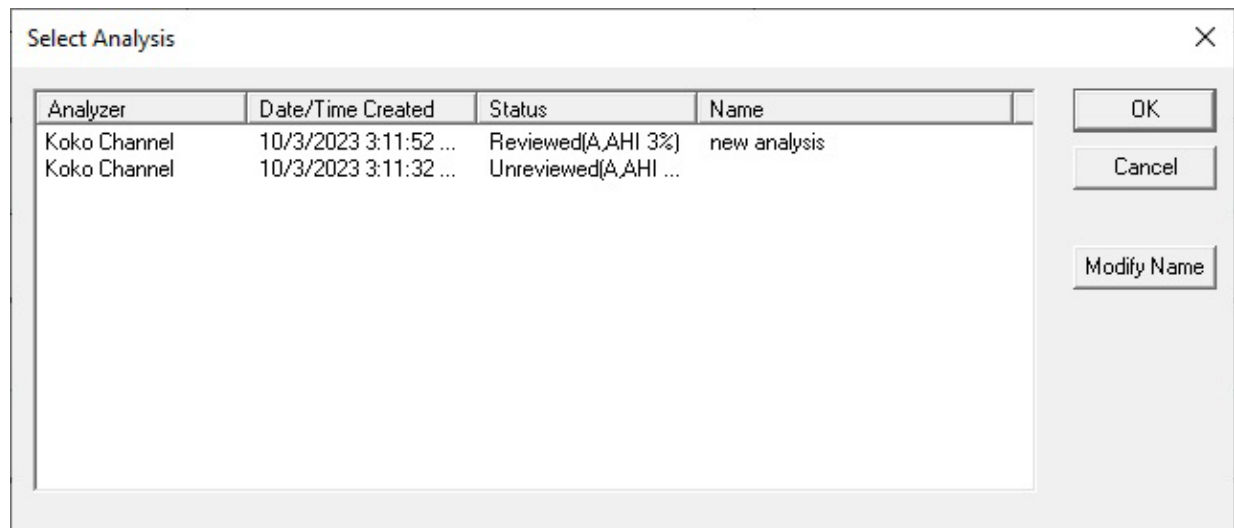 Select Analysis
Analyzer Date/Time Created Status Name
Koko Channel 10/3/2023 3:11:52 ... Reviewed(A,AHI 3%) new analysis
Koko Channel 10/3/2023 3:11:32 ... Unreviewed(A,AHI ...
OK
Cancel
Modify Name